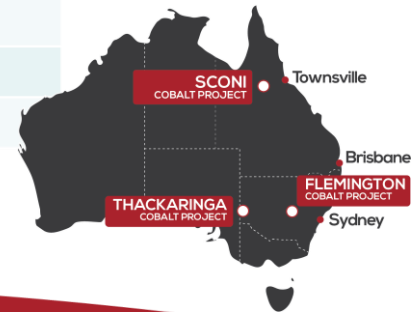 SCONI
COBALT PROJECT
Townsville
Brisbane
FLEMINGTON
COBALT PROJECT
THACKARINGA
COBALT PROJECT
Sydney